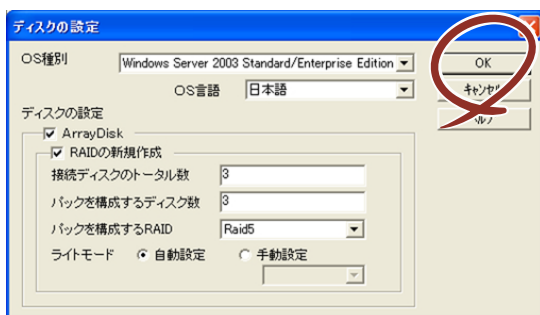 ディスクの設定
OS種別 Windows Server 2003 Standard/Enterprise Edition
OK
OS言語 日本語
キャンセル
ディスクの設定
ArrayDisk
RAIDの新規作成
接続ディスクのトータル数 3
パックを構成するディスク数 3
パックを構成するRAID Raid5
ライトモード 自動設定 手動設定